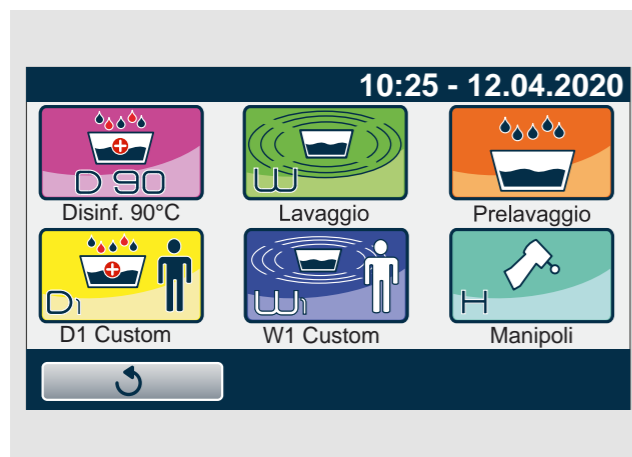 10:25 - 12.04.2020
D 90
W
Disinf. 90°C
Lavaggio
Prelavaggio
D1
W1
H
D1 Custom
W1 Custom
Manipoli